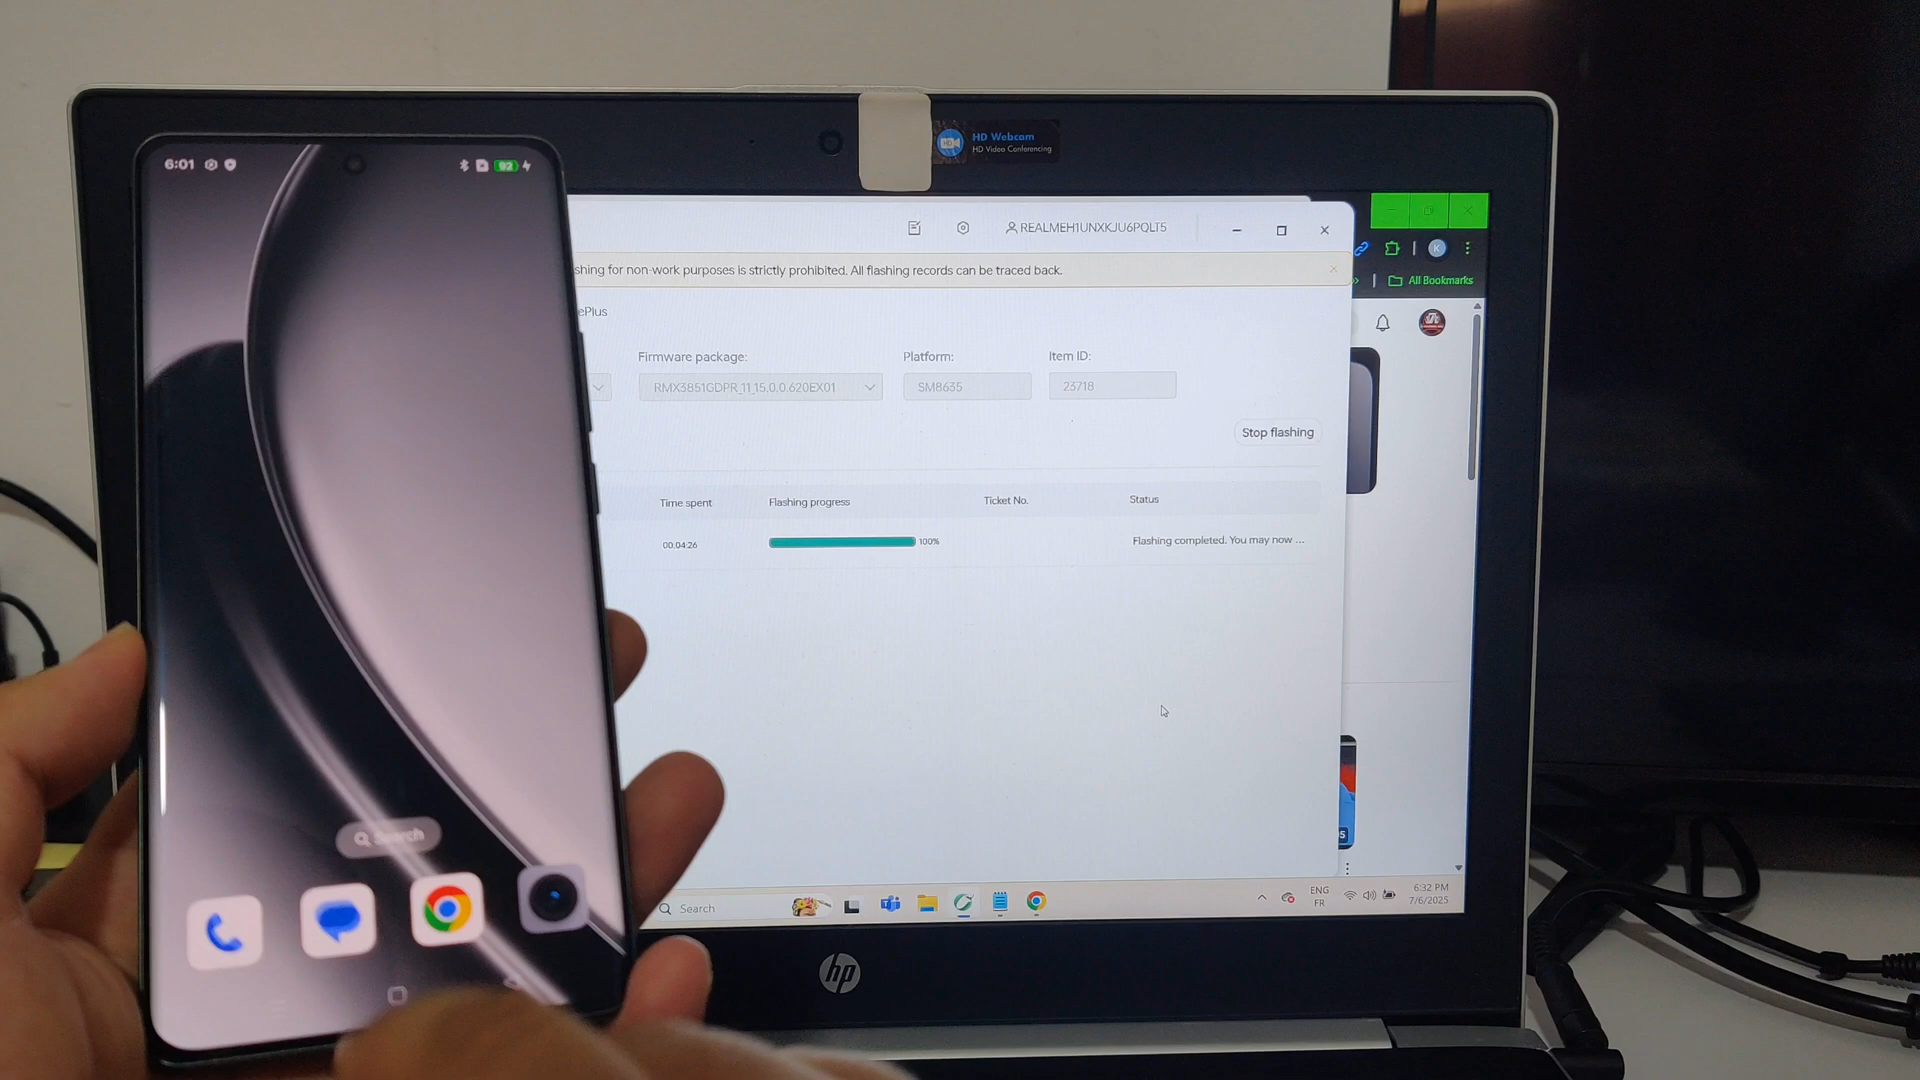 HD Webcam
HD Video Conferencing
6:01
92
REALMEH1UNXKJU6PQLT5
shing for non-work purposes is strictly prohibited. All flashing records can be traced back.
All Bookmarks
K
ePlus
Firmware package:
Platform:
Item ID:
RMX3851GDPR_11_15.0.0.620EX01
SM8635
23718
Stop flashing
Time spent
Flashing progress
Ticket No.
Status
00:04:26
100%
Flashing completed. You may now ...
Search
5
Search
ENG
FR
6:32 PM
7/6/2025
hp